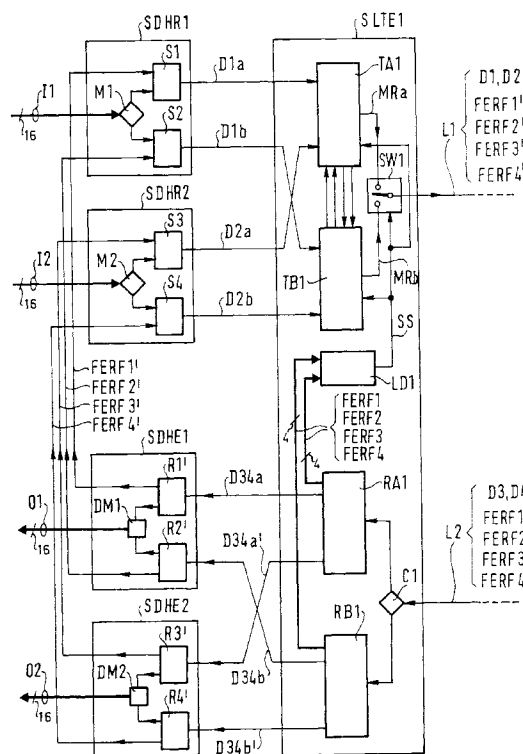 SDHR1
SLTE1
S1
D1a
TA1
I1
M1
MRa
16
S2
D1b
D1, D2
FERF1'
FERF2'
FERF3'
FERF4'
L1
SW1
SDHR2
S3
D2a
I2
M2
16
S4
D2b
TB1
MRb
SS
FERF1'
FERF2'
FERF3'
FERF4'
LD1
4
4
FERF1
FERF2
FERF3
FERF4
SDHE1
R1'
D34a
RA1
O1
DM1
16
R2'
D34a'
L2
FERF1
FERF2
FERF3
FERF4
C1
SDHE2
RB1
R3'
O2
DM2
16
D34b
R4'
D34b'